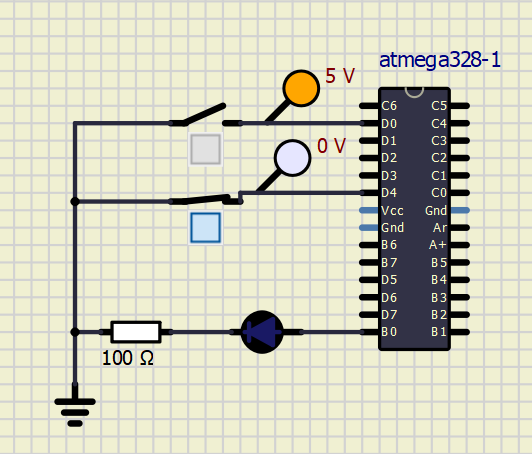 atmega328-1
5 V
0 V
C6 C5
D0 C4
D1 C3
D2 C2
D3 C1
D4 C0
Vcc Gnd
Gnd Ar
B6 A+
B7 B5
D5 B4
D6 B3
D7 B2
B0 B1
100 Ω